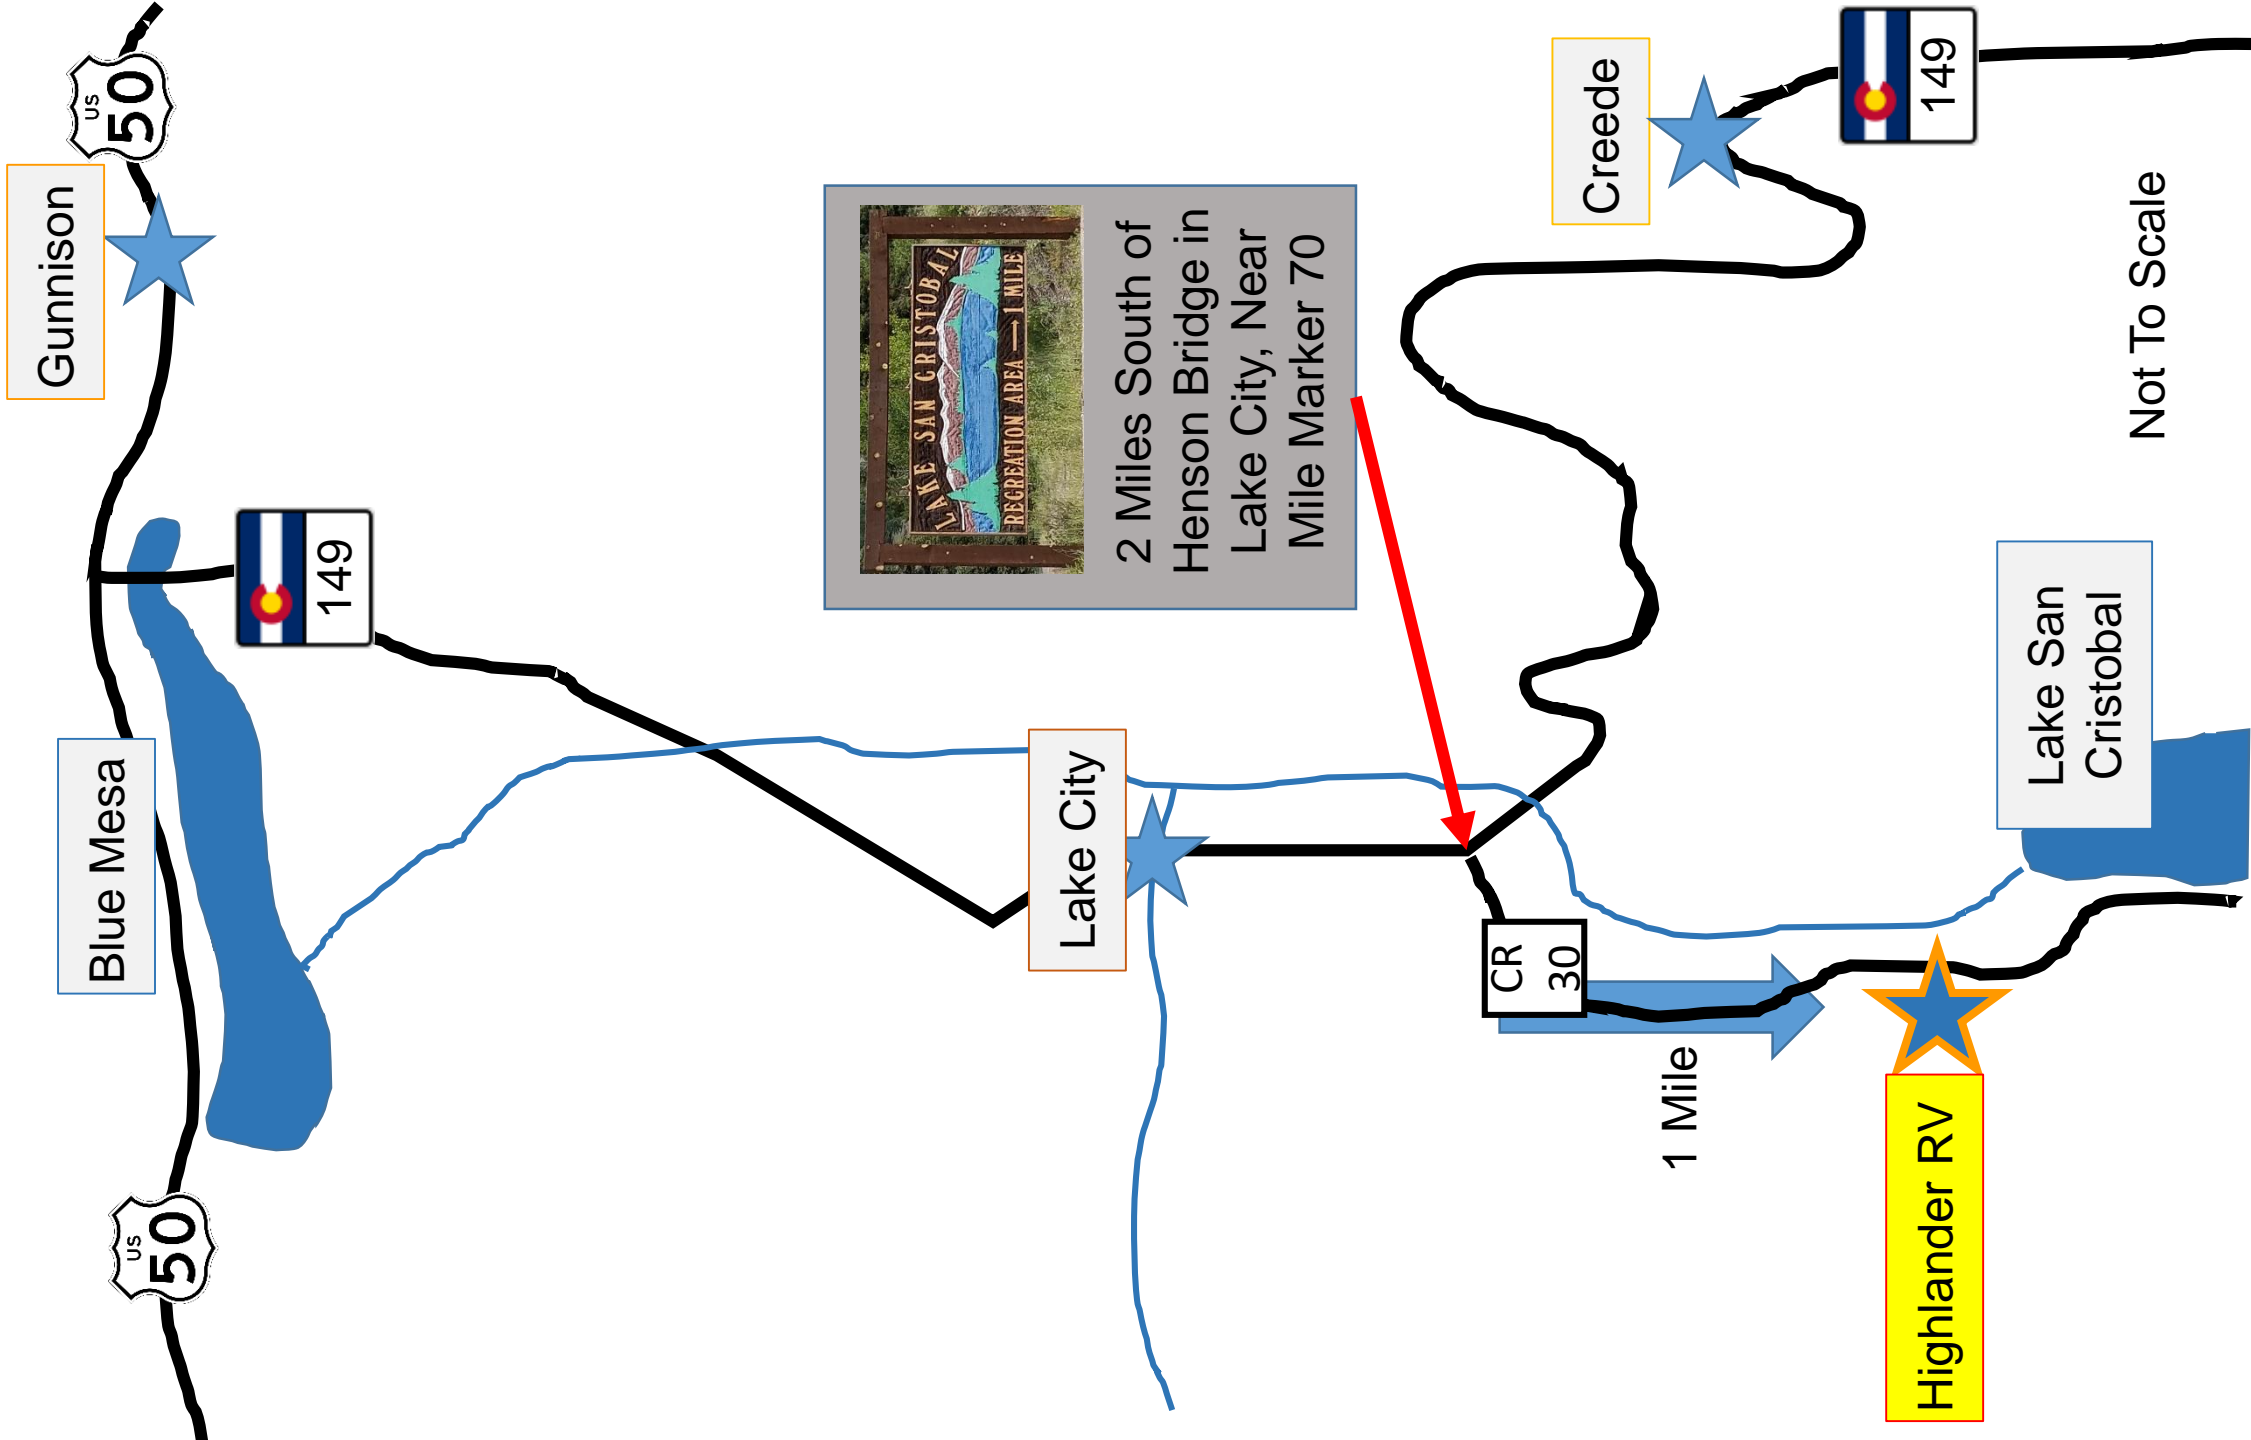 US
50
Gunnison
149
Blue Mesa
US
50
LAKE SAN CRISTOBAL
RECREATION AREA → 1 MILE
2 Miles South of
Henson Bridge in
Lake City, Near
Mile Marker 70
Lake City
Creede
149
CR
30
1 Mile
Highlander RV
Lake San
Cristobal
Not To Scale